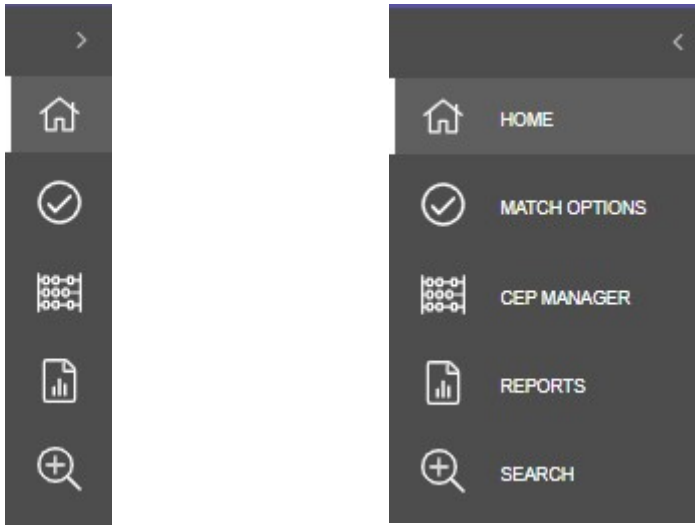 HOME
MATCH OPTIONS
CEP MANAGER
REPORTS
SEARCH